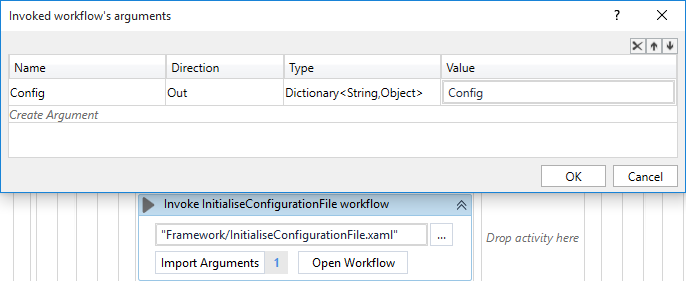 Invoked workflow's arguments
?
Name Direction Type Value
Config Out Dictionary<String,Object> Config
Create Argument
OK Cancel
Invoke InitialiseConfigurationFile workflow
"Framework/InitialiseConfigurationFile.xaml" ...
Drop activity here
Import Arguments 1 Open Workflow